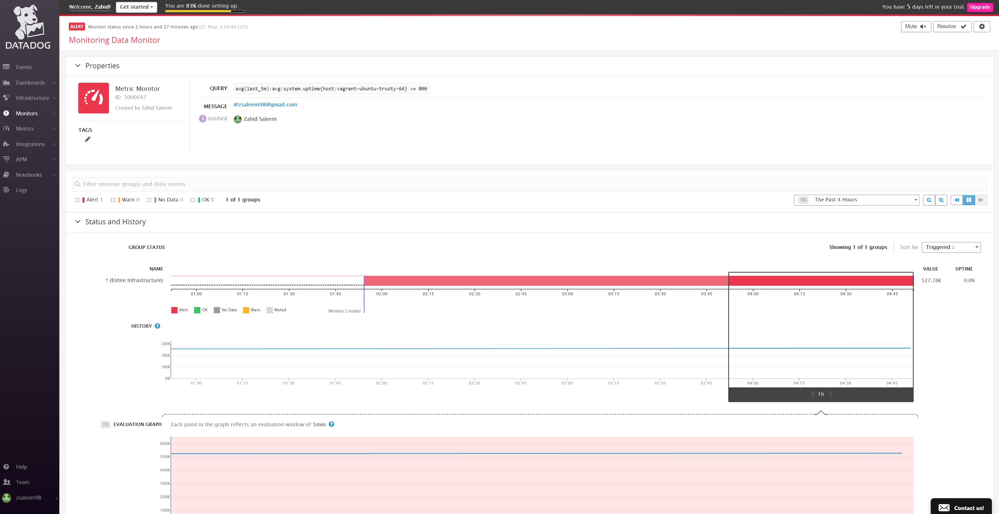 DATADOG
Events
Dashboards
Infrastructure
Monitors
Metrics
Integrations
APM
Notebooks
Logs
Help
Team
zsaleem98
Welcome, Zahid!
Get started
You are 83% done setting up.
You have 5 days left in your trial.
Upgrade
ALERT Monitor status since 2 hours and 27 minutes ago (21 May, 2:24:44 CDT)
Mute
Resolve
Monitoring Data Monitor
Properties
Metric Monitor
ID: 5000047
Created by Zahid Saleem
TAGS
QUERY avg(last_5m):avg:system.uptime{host:vagrant-ubuntu-trusty-64} >= 800
MESSAGE @zsaleem98@gmail.com
1 notified Zahid Saleem
Filter monitor groups and their events...
Alert 1 Warn 0 No Data 0 OK 0 1 of 1 groups
4h The Past 4 Hours
Status and History
GROUP STATUS
Showing 1 of 1 groups Sort by Triggered ↓
NAME VALUE UPTIME
* (Entire Infrastructure) 527.78K 0.0%
01:00 01:15 01:30 01:45 02:00 02:15 02:30 02:45 03:00 03:15 03:30 03:45 04:00 04:15 04:30 04:45
Alert OK No Data Warn Muted Monitor Created
HISTORY ?
00K
00K
00K
0K
01:00 01:15 01:30 01:45 02:00 02:15 02:30 02:45 03:00 03:15 03:30 03:45 04:00 04:15 04:30 04:45
1h
1h EVALUATION GRAPH Each point in the graph reflects an evaluation window of 5min ?
600K
500K
400K
300K
200K
100K
Contact us!